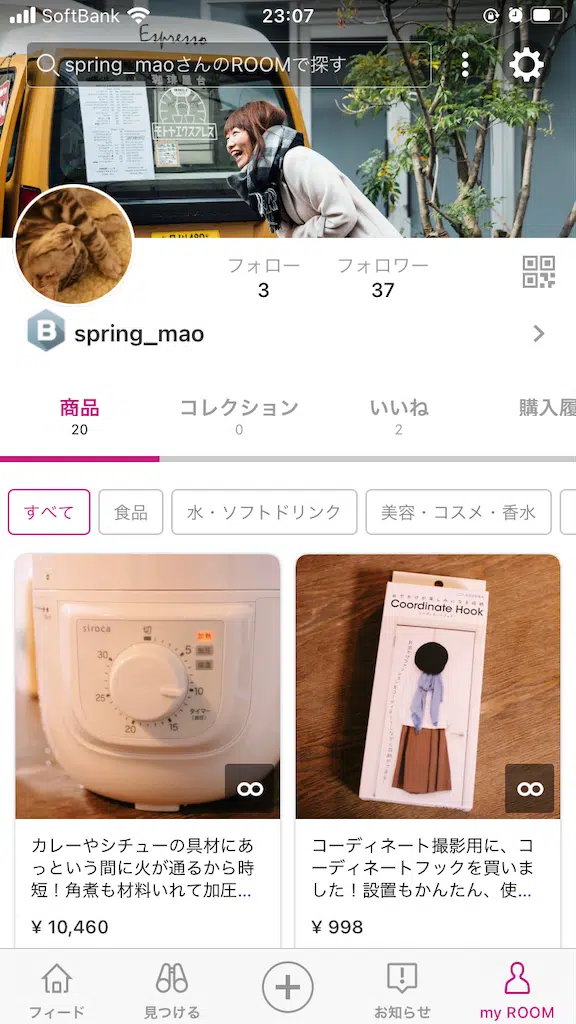 SoftBank
23:07
Espresso
spring_maoさんのROOMで探す
珈琲屋台
モトヤエクスプレス
フォロー
3
フォロワー
37
B
spring_mao
商品
20
コレクション
0
いいね
2
購入履
すべて
食品
水・ソフトドリンク
美容・コスメ・香水
siroca
切
加熱
加圧
保温
30
5
25
10
20
15
タイマー
(分)
Coordinate Hook
カレーやシチューの具材にあ
っという間に火が通るから時
短！角煮も材料いれて加圧...
¥ 10,460
コーディネート撮影用に、コ
ーディネートフックを買いま
した！設置もかんたん、使...
¥ 998
フィード
見つける
お知らせ
my ROOM